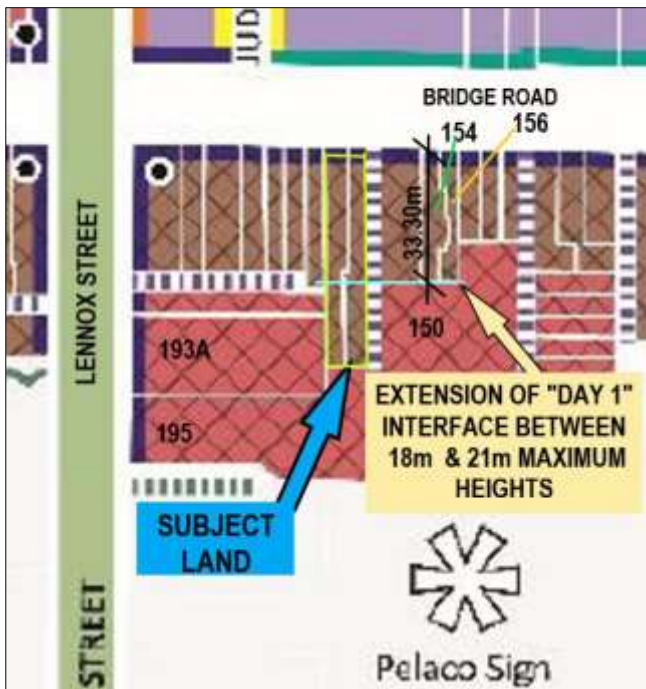 JUD
BRIDGE ROAD
154
156
33.30m
LENNOX STREET
193A
150
195
EXTENSION OF "DAY 1"
INTERFACE BETWEEN
18m & 21m MAXIMUM
HEIGHTS
SUBJECT
LAND
STREET
Pelaco Sign